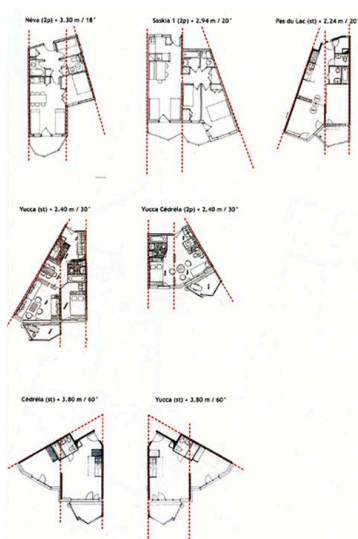 Néva (2p) + 3.30 m / 18°
Saskia 1 (2p) + 2.94 m / 20°
Pas du Lac (st) + 2.24 m / 20°
Yucca (st) + 2.40 m / 30°
Yucca Cédréla (2p) + 2.40 m / 30°
Cédréla (st) + 3.80 m / 60°
Yucca (st) + 3.80 m / 60°